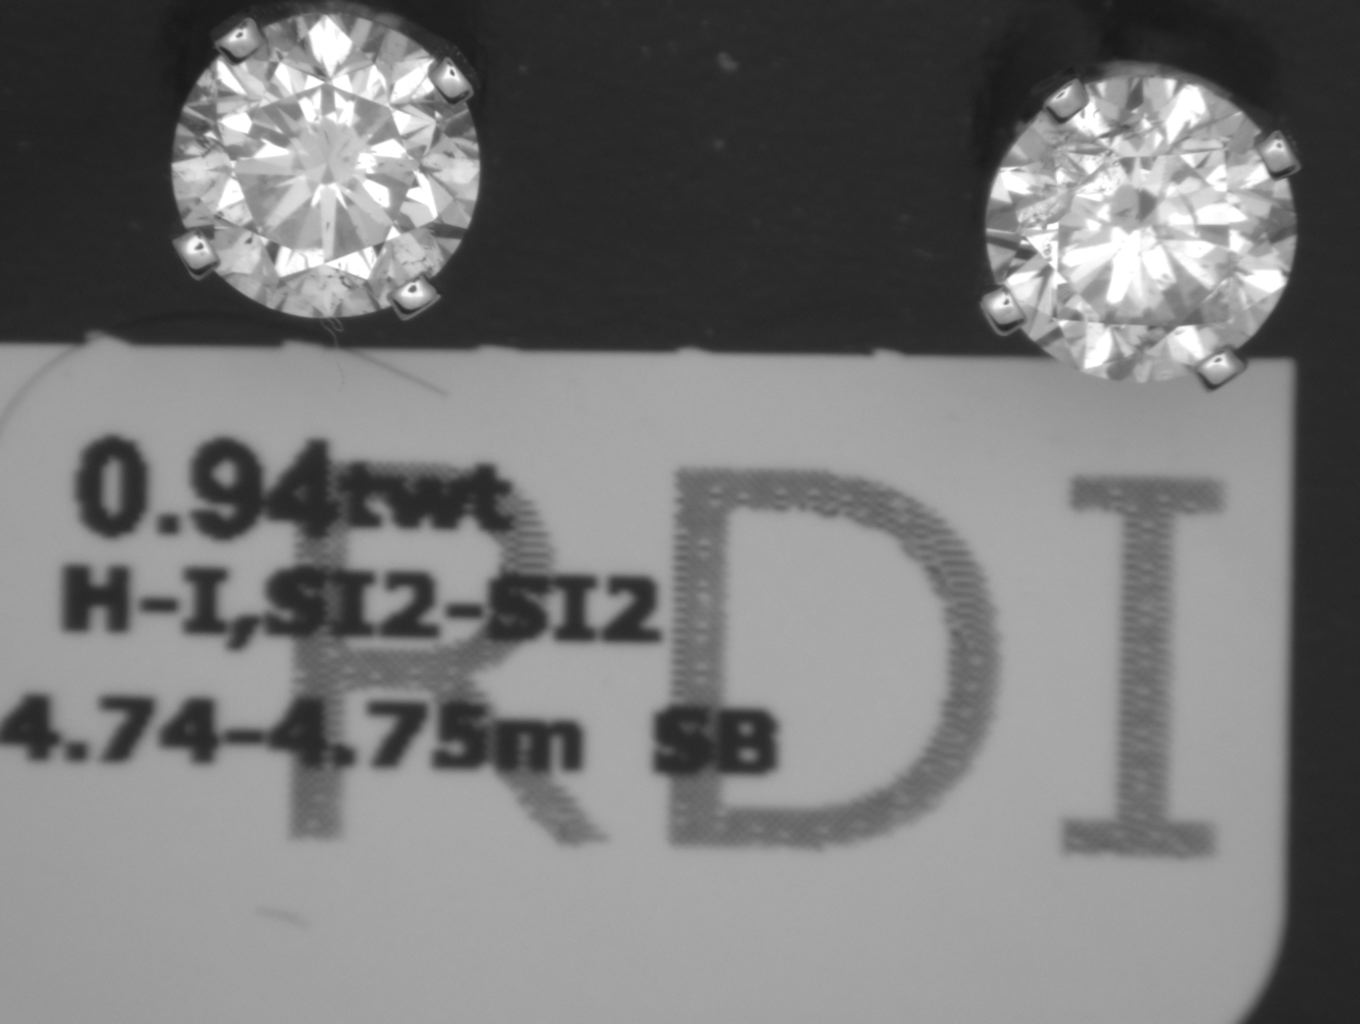 0.94twt
H-I,SI2-SI2
4.74-4.75m SB
RDI